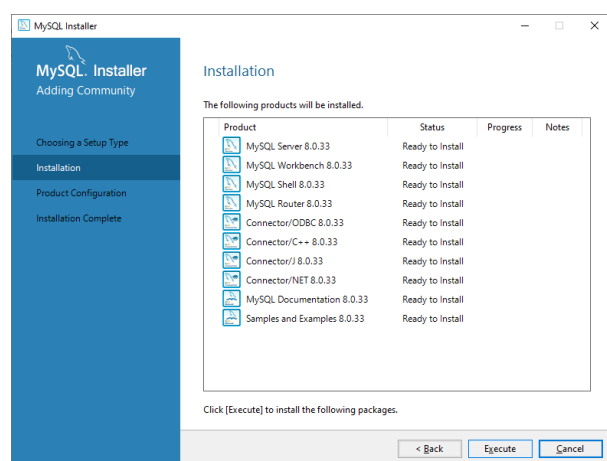 MySQL Installer
MySQL. Installer
Adding Community
Choosing a Setup Type
Installation
Product Configuration
Installation Complete
Installation
The following products will be installed.
Product Status Progress Notes
MySQL Server 8.0.33 Ready to Install
MySQL Workbench 8.0.33 Ready to Install
MySQL Shell 8.0.33 Ready to Install
MySQL Router 8.0.33 Ready to Install
Connector/ODBC 8.0.33 Ready to Install
Connector/C++ 8.0.33 Ready to Install
Connector/J 8.0.33 Ready to Install
Connector/NET 8.0.33 Ready to Install
MySQL Documentation 8.0.33 Ready to Install
Samples and Examples 8.0.33 Ready to Install
Click [Execute] to install the following packages.
< Back Execute Cancel